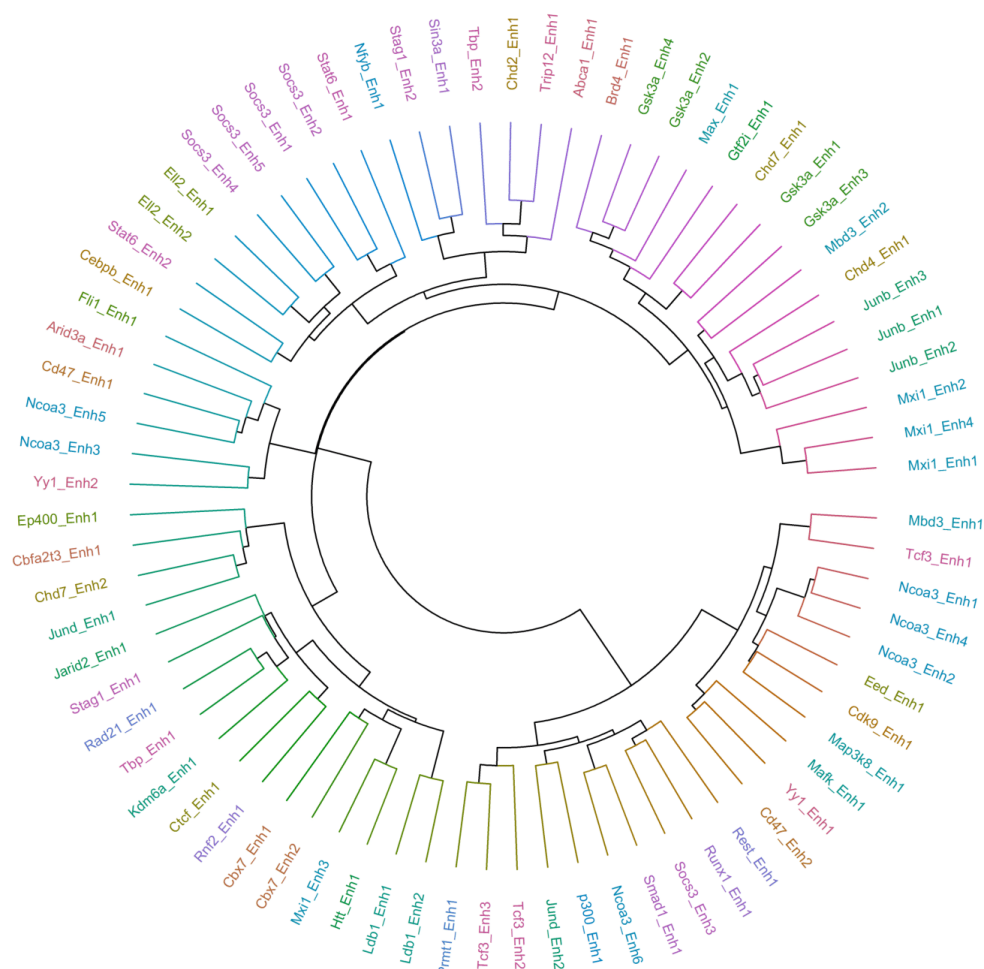 Mxi1_Enh1
Mxi1_Enh4
Mxi1_Enh2
Junb_Enh2
Junb_Enh1
Junb_Enh3
Chd4_Enh1
Mbd3_Enh2
Gsk3a_Enh3
Gsk3a_Enh1
Chd7_Enh1
Gtf2i_Enh1
Max_Enh1
Gsk3a_Enh2
Gsk3a_Enh4
Brd4_Enh1
Abca1_Enh1
Trip12_Enh1
Chd2_Enh1
Tbp_Enh2
Sin3a_Enh1
Stag1_Enh2
Nfyb_Enh1
Stat6_Enh1
Socs3_Enh2
Socs3_Enh1
Socs3_Enh5
Socs3_Enh4
Ell2_Enh1
Ell2_Enh2
Stat6_Enh2
Cebpb_Enh1
Fli1_Enh1
Arid3a_Enh1
Cd47_Enh1
Ncoa3_Enh5
Ncoa3_Enh3
Yy1_Enh2
Ep400_Enh1
Cbfa2t3_Enh1
Chd7_Enh2
Jund_Enh1
Jarid2_Enh1
Stag1_Enh1
Rad21_Enh1
Tbp_Enh1
Kdm6a_Enh1
Ctcf_Enh1
Rnf2_Enh1
Cbx7_Enh1
Cbx7_Enh2
Mxi1_Enh3
Htt_Enh1
Ldb1_Enh1
Ldb1_Enh2
Prmt1_Enh1
Tcf3_Enh3
Tcf3_Enh2
Jund_Enh2
p300_Enh1
Ncoa3_Enh6
Smad1_Enh1
Socs3_Enh3
Runx1_Enh1
Rest_Enh1
Cd47_Enh2
Yy1_Enh1
Mafk_Enh1
Map3k8_Enh1
Cdk9_Enh1
Eed_Enh1
Ncoa3_Enh2
Ncoa3_Enh4
Ncoa3_Enh1
Tcf3_Enh1
Mbd3_Enh1